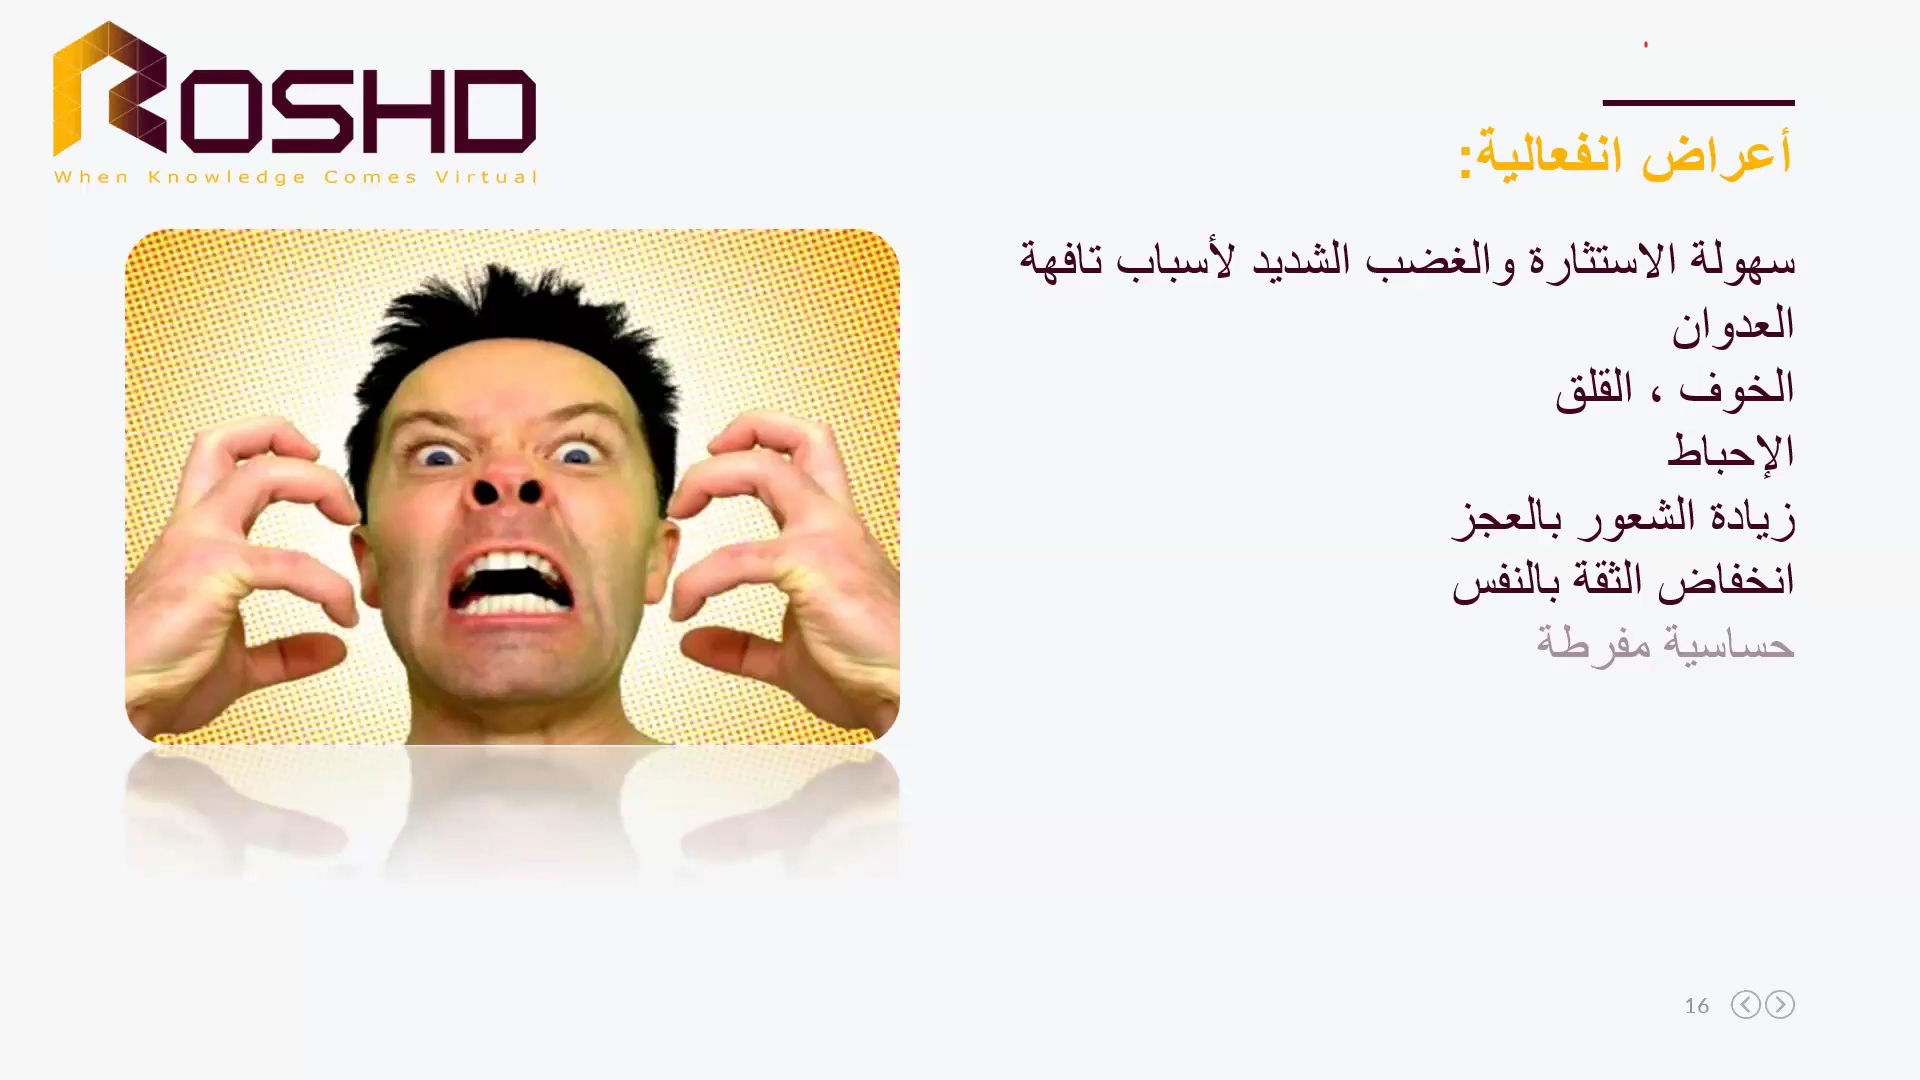 ROSHD
When Knowledge Comes Virtual
أعراض انفعالية:
سهولة الاستثارة والغضب الشديد لأسباب تافهة
العدوان
الخوف ، القلق
الإحباط
زيادة الشعور بالعجز
انخفاض الثقة بالنفس
حساسية مفرطة
16